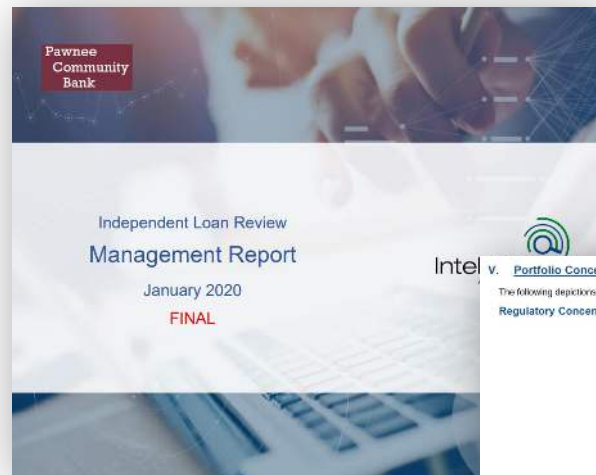 Pawnee
Community
Bank
Independent Loan Review
Management Report
January 2020
FINAL
Intel
V. Portfolio Conce
The following depictions
Regulatory Concen